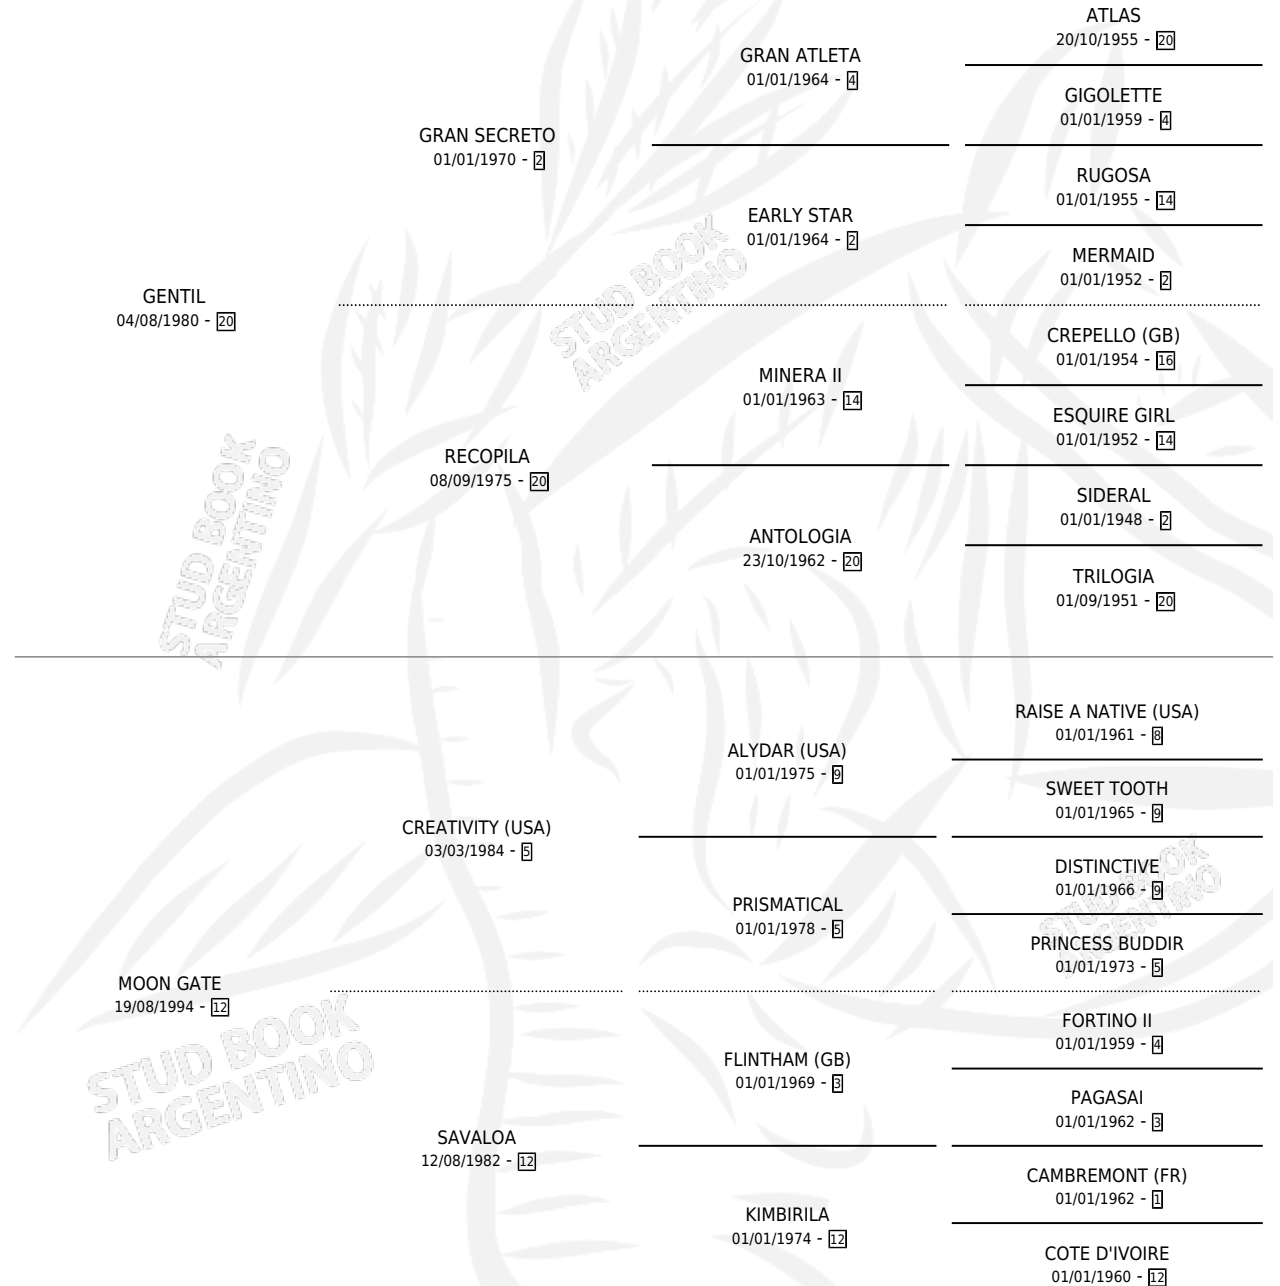 ATLAS
20/10/1955 - 20
GRAN ATLETA
01/01/1964 - 4
GIGOLETTE
01/01/1959 - 4
GRAN SECRETO
01/01/1970 - 2
RUGOSA
01/01/1955 - 14
EARLY STAR
01/01/1964 - 2
MERMAID
01/01/1952 - 2
GENTIL
04/08/1980 - 20
CREPELLO (GB)
01/01/1954 - 16
MINERA II
01/01/1963 - 14
ESQUIRE GIRL
01/01/1952 - 14
RECOPILA
08/09/1975 - 20
SIDERAL
01/01/1948 - 2
ANTOLOGIA
23/10/1962 - 20
TRILOGIA
01/09/1951 - 20
STUD BOOK
ARGENTINO
STUD BOOK
ARGENTINO
RAISE A NATIVE (USA)
01/01/1961 - 8
ALYDAR (USA)
01/01/1975 - 9
SWEET TOOTH
01/01/1965 - 9
CREATIVITY (USA)
03/03/1984 - 5
DISTINCTIVE
01/01/1966 - 9
PRISMATICAL
01/01/1978 - 5
PRINCESS BUDDIR
01/01/1973 - 5
MOON GATE
19/08/1994 - 12
FORTINO II
01/01/1959 - 4
FLINTHAM (GB)
01/01/1969 - 3
PAGASAI
01/01/1962 - 3
SAVALOA
12/08/1982 - 12
CAMBREMONT (FR)
01/01/1962 - 1
KIMBIRILA
01/01/1974 - 12
COTE D'IVOIRE
01/01/1960 - 12
STUD BOOK
ARGENTINO
STUD BOOK
ARGENTINO